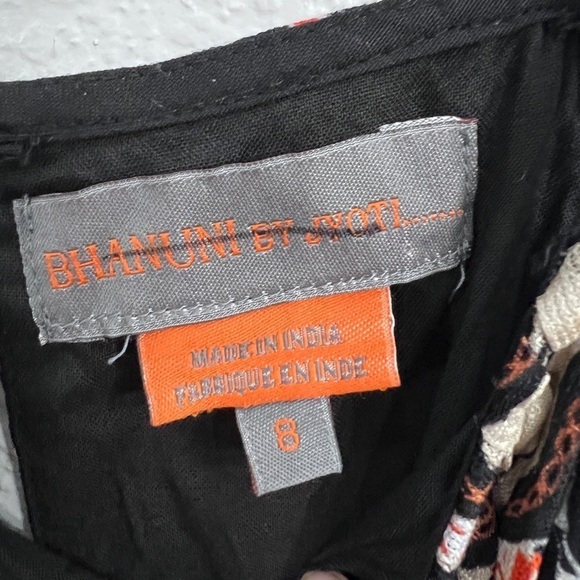 BHANUNI BY JYOTI........
MADE IN INDIA
FABRIQUE EN INDE
8